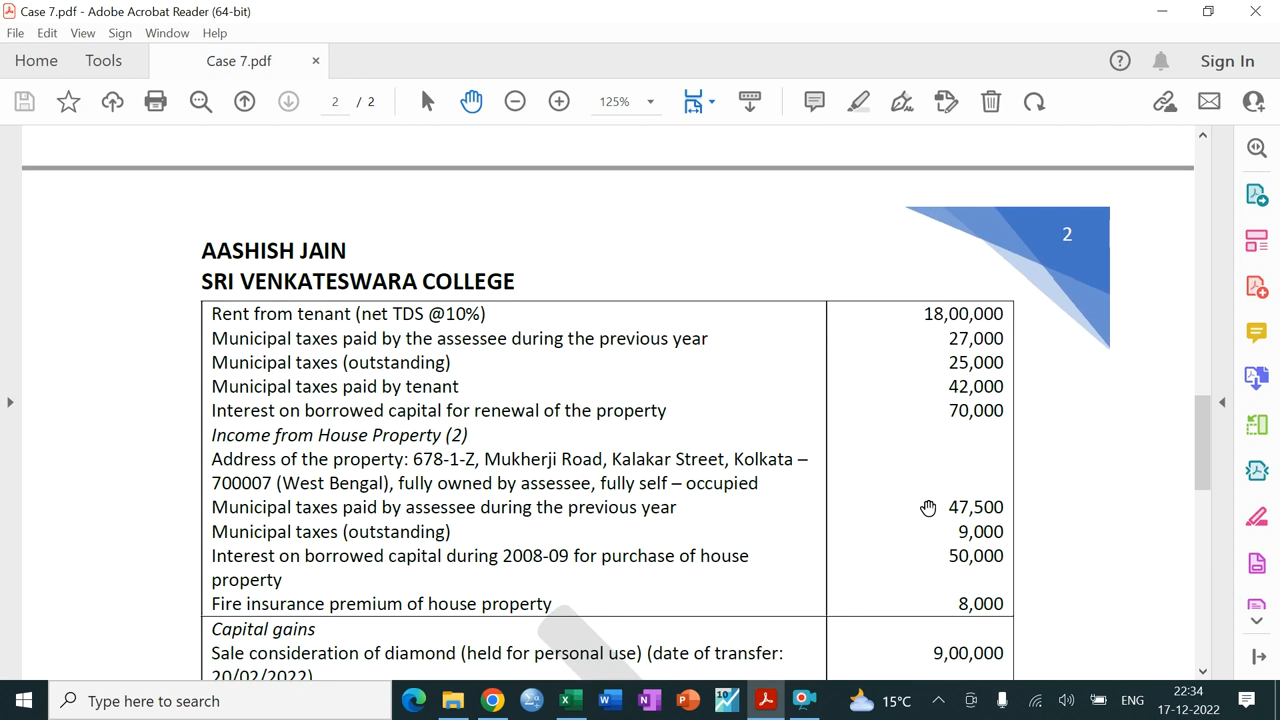 Case 7.pdf - Adobe Acrobat Reader (64-bit)
File Edit View Sign Window Help
Home Tools Case 7.pdf × Sign In
2 / 2 125%
2
AASHISH JAIN
SRI VENKATESWARA COLLEGE
Rent from tenant (net TDS @10%) 18,00,000
Municipal taxes paid by the assessee during the previous year 27,000
Municipal taxes (outstanding) 25,000
Municipal taxes paid by tenant 42,000
Interest on borrowed capital for renewal of the property 70,000
Income from House Property (2)
Address of the property: 678-1-Z, Mukherji Road, Kalakar Street, Kolkata –
700007 (West Bengal), fully owned by assessee, fully self – occupied
Municipal taxes paid by assessee during the previous year 47,500
Municipal taxes (outstanding) 9,000
Interest on borrowed capital during 2008-09 for purchase of house 50,000
property
Fire insurance premium of house property 8,000
Capital gains
Sale consideration of diamond (held for personal use) (date of transfer: 9,00,000
20/02/2022)
Type here to search 15°C ENG 22:34
17-12-2022